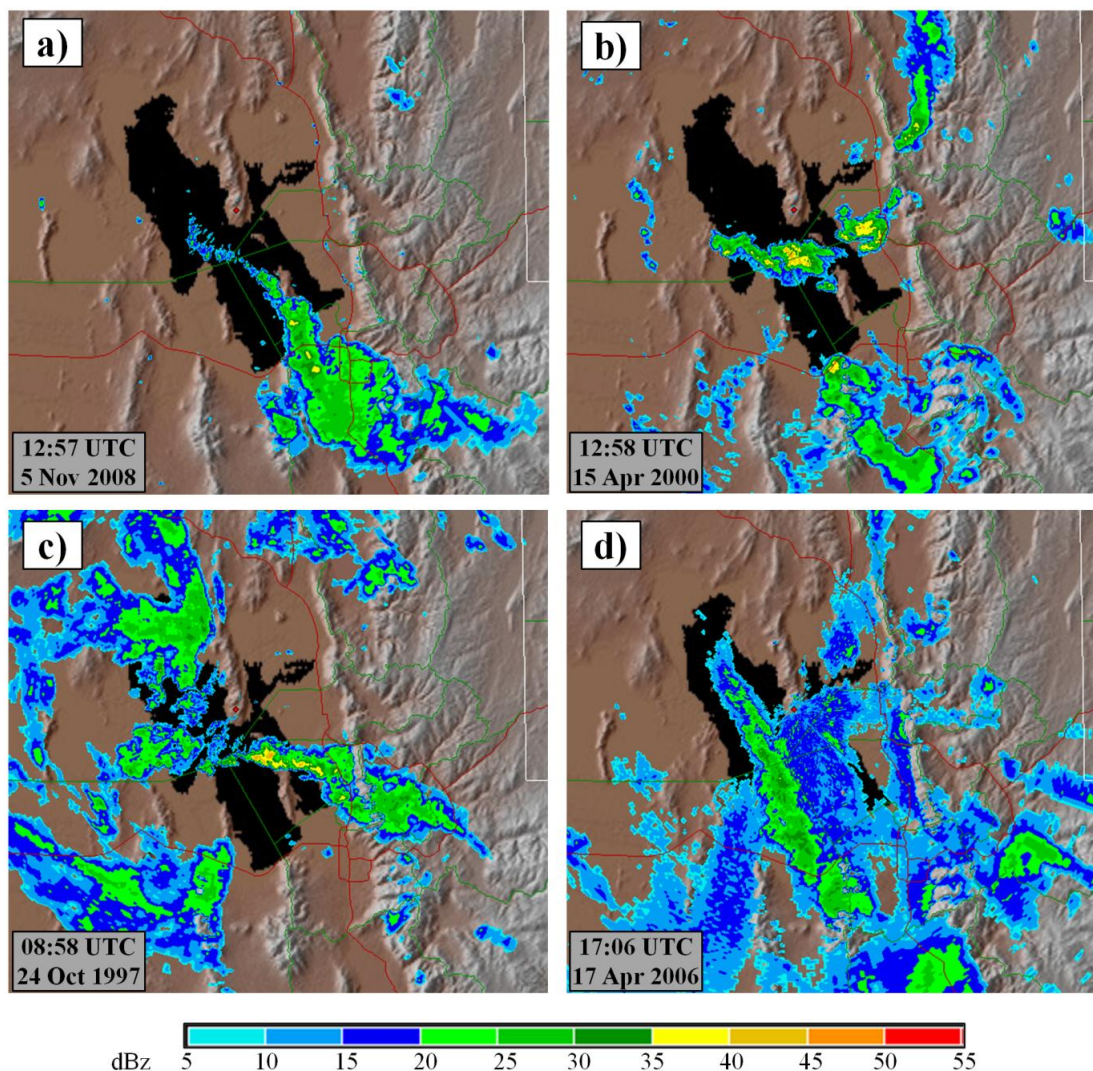 a)
12:57 UTC
5 Nov 2008
b)
12:58 UTC
15 Apr 2000
c)
08:58 UTC
24 Oct 1997
d)
17:06 UTC
17 Apr 2006
dBz 5 10 15 20 25 30 35 40 45 50 55